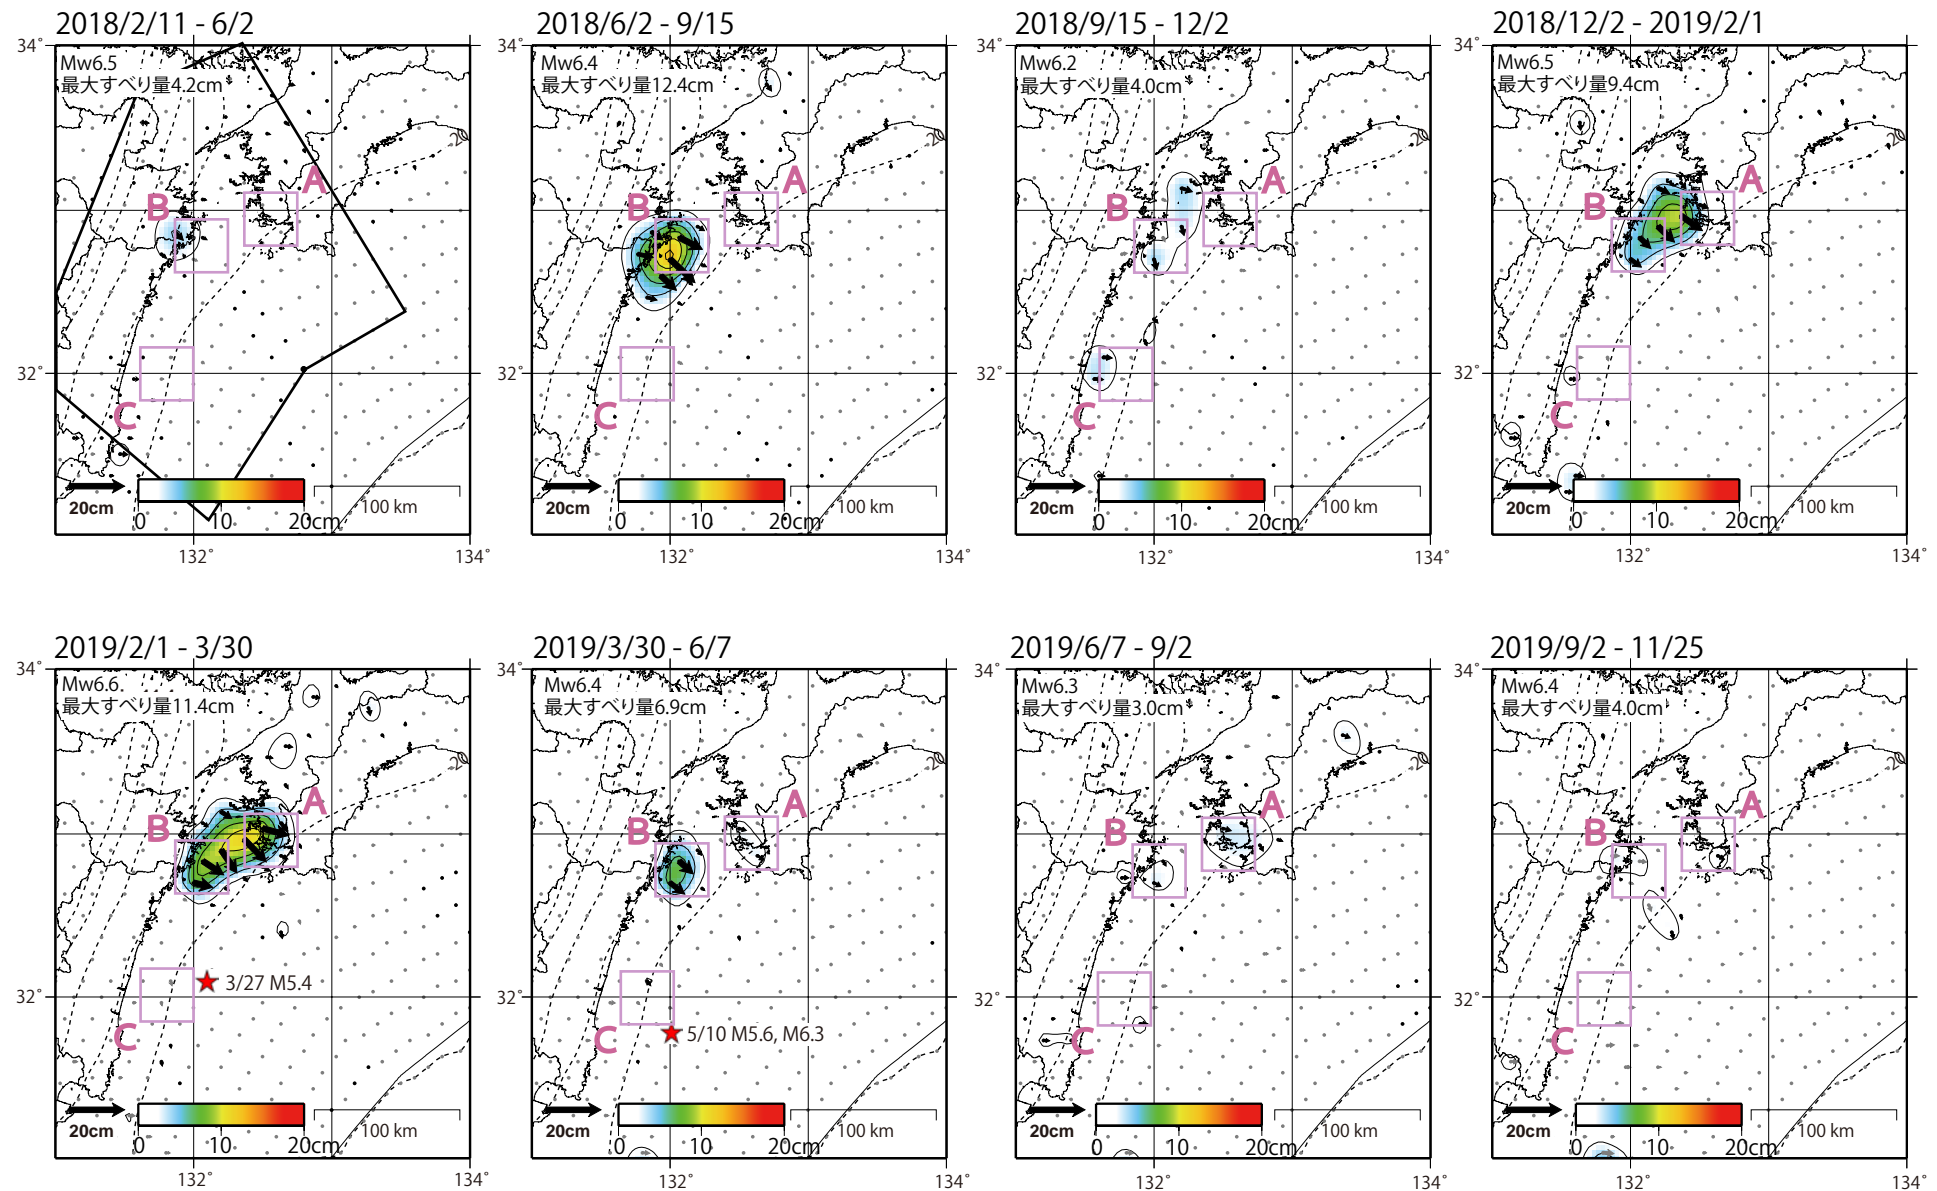 2018/2/11 - 6/2
Mw6.5
最大すべり量4.2cm
34°
32°
A
B
C
20
20cm
0
10
20cm
100 km
132°
134°
2018/6/2 - 9/15
Mw6.4
最大すべり量12.4cm
34°
32°
A
B
C
20
20cm
0
10
20cm
100 km
132°
134°
2018/9/15 - 12/2
Mw6.2
最大すべり量4.0cm
34°
32°
A
B
C
20
20cm
0
10
20cm
100 km
132°
134°
2018/12/2 - 2019/2/1
Mw6.5
最大すべり量9.4cm
34°
32°
A
B
C
20
20cm
0
10
20cm
100 km
132°
134°
2019/2/1 - 3/30
Mw6.6
最大すべり量11.4cm
34°
32°
A
B
C
20
3/27 M5.4
20cm
0
10
20cm
100 km
132°
134°
2019/3/30 - 6/7
Mw6.4
最大すべり量6.9cm
34°
32°
A
B
C
20
5/10 M5.6, M6.3
20cm
0
10
20cm
100 km
132°
134°
2019/6/7 - 9/2
Mw6.3
最大すべり量3.0cm
34°
32°
A
B
C
20
20cm
0
10
20cm
100 km
132°
134°
2019/9/2 - 11/25
Mw6.4
最大すべり量4.0cm
34°
32°
A
B
C
20
20cm
0
10
20cm
100 km
132°
134°